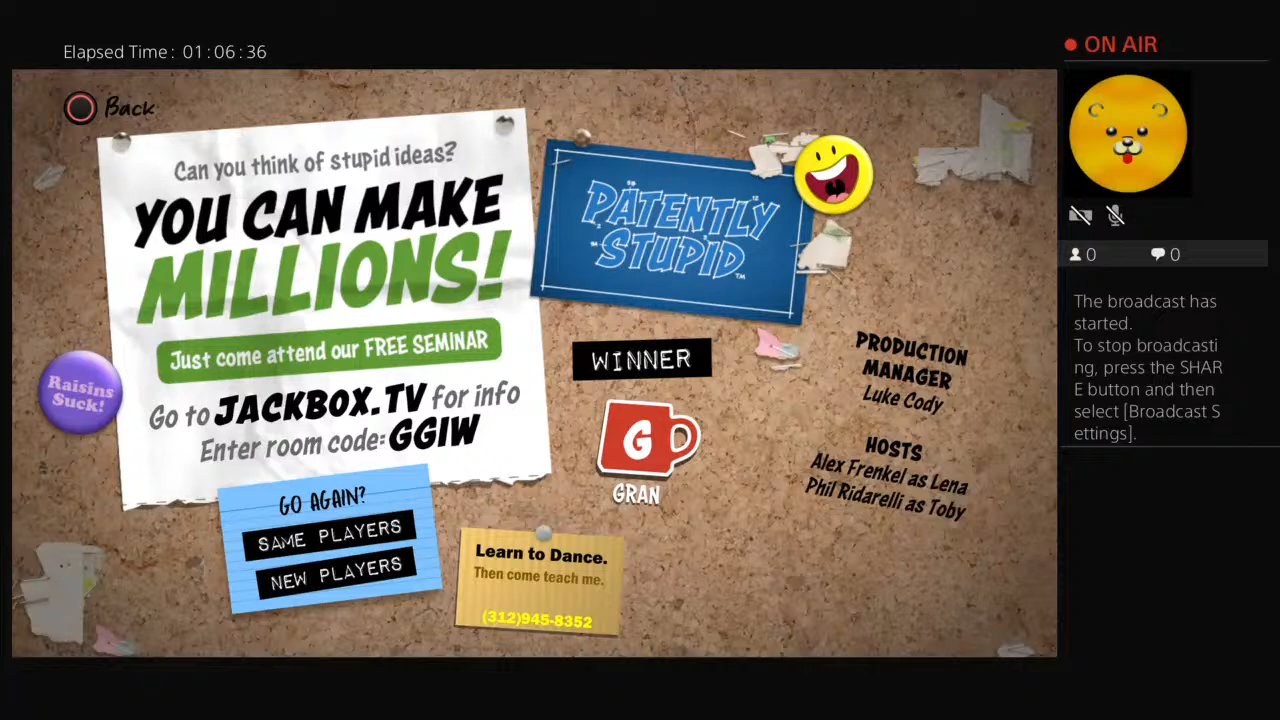 Elapsed Time: 01:06:36
ON AIR
Back
Can you think of stupid ideas?
YOU CAN MAKE
MILLIONS!
Just come attend our FREE SEMINAR
Go to JACKBOX.TV for info
Enter room code: GGIW
Raisins
Suck!
PATENTLY
STUPID™
WINNER
G
GRAN
PRODUCTION
MANAGER
Luke Cody
HOSTS
Alex Frenkel as Lena
Phil Ridarelli as Toby
GO AGAIN?
SAME PLAYERS
NEW PLAYERS
Learn to Dance.
Then come teach me.
(312)945-8352
0
0
The broadcast has
started.
To stop broadcasti
ng, press the SHAR
E button and then
select [Broadcast S
ettings].